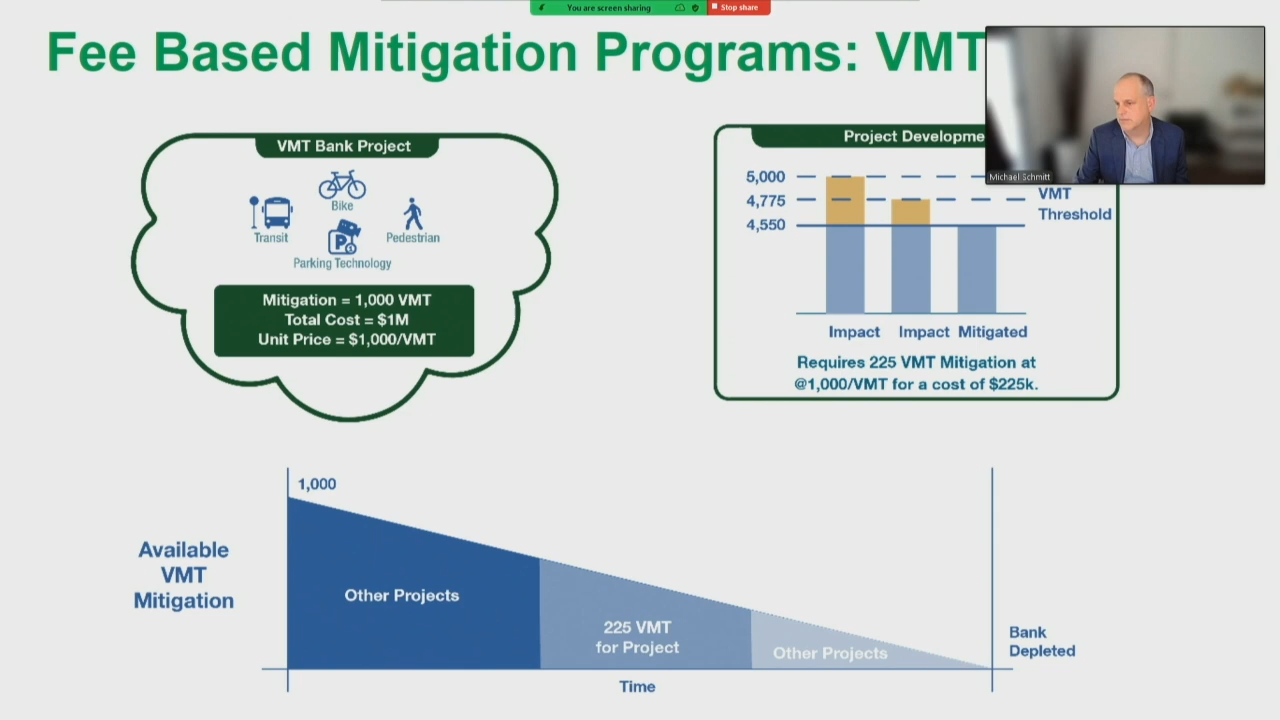 You are screen sharing
Stop share
Fee Based Mitigation Programs: VMT
Michael Schmitt
VMT Bank Project
Bike
Transit
Pedestrian
Parking Technology
Mitigation = 1,000 VMT
Total Cost = $1M
Unit Price = $1,000/VMT
Project Developme
5,000
4,775
4,550
VMT
Threshold
Impact
Impact
Mitigated
Requires 225 VMT Mitigation at
@1,000/VMT for a cost of $225k.
1,000
Available
VMT
Mitigation
Other Projects
225 VMT
for Project
Other Projects
Bank
Depleted
Time